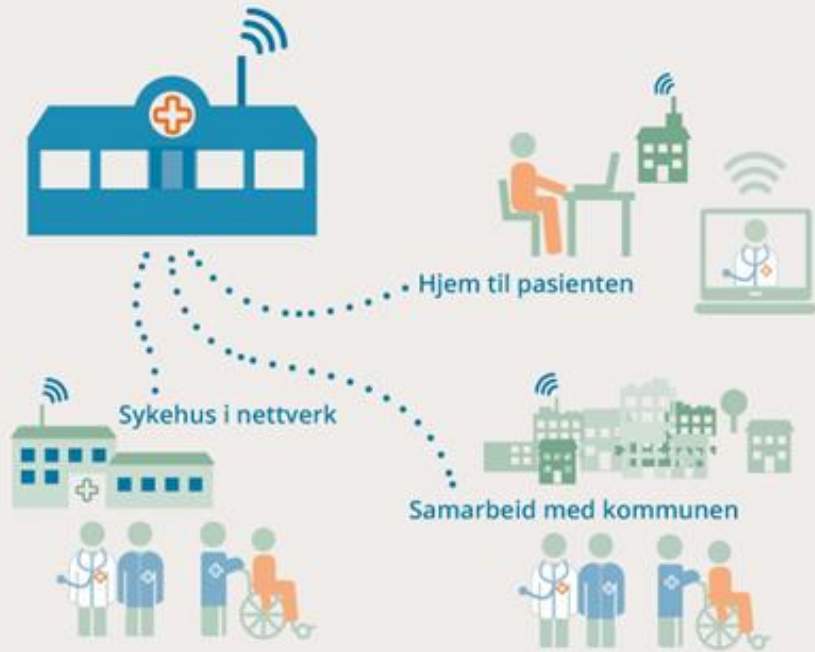 Hjem til pasienten
Sykehus i nettverk
Samarbeid med kommunen